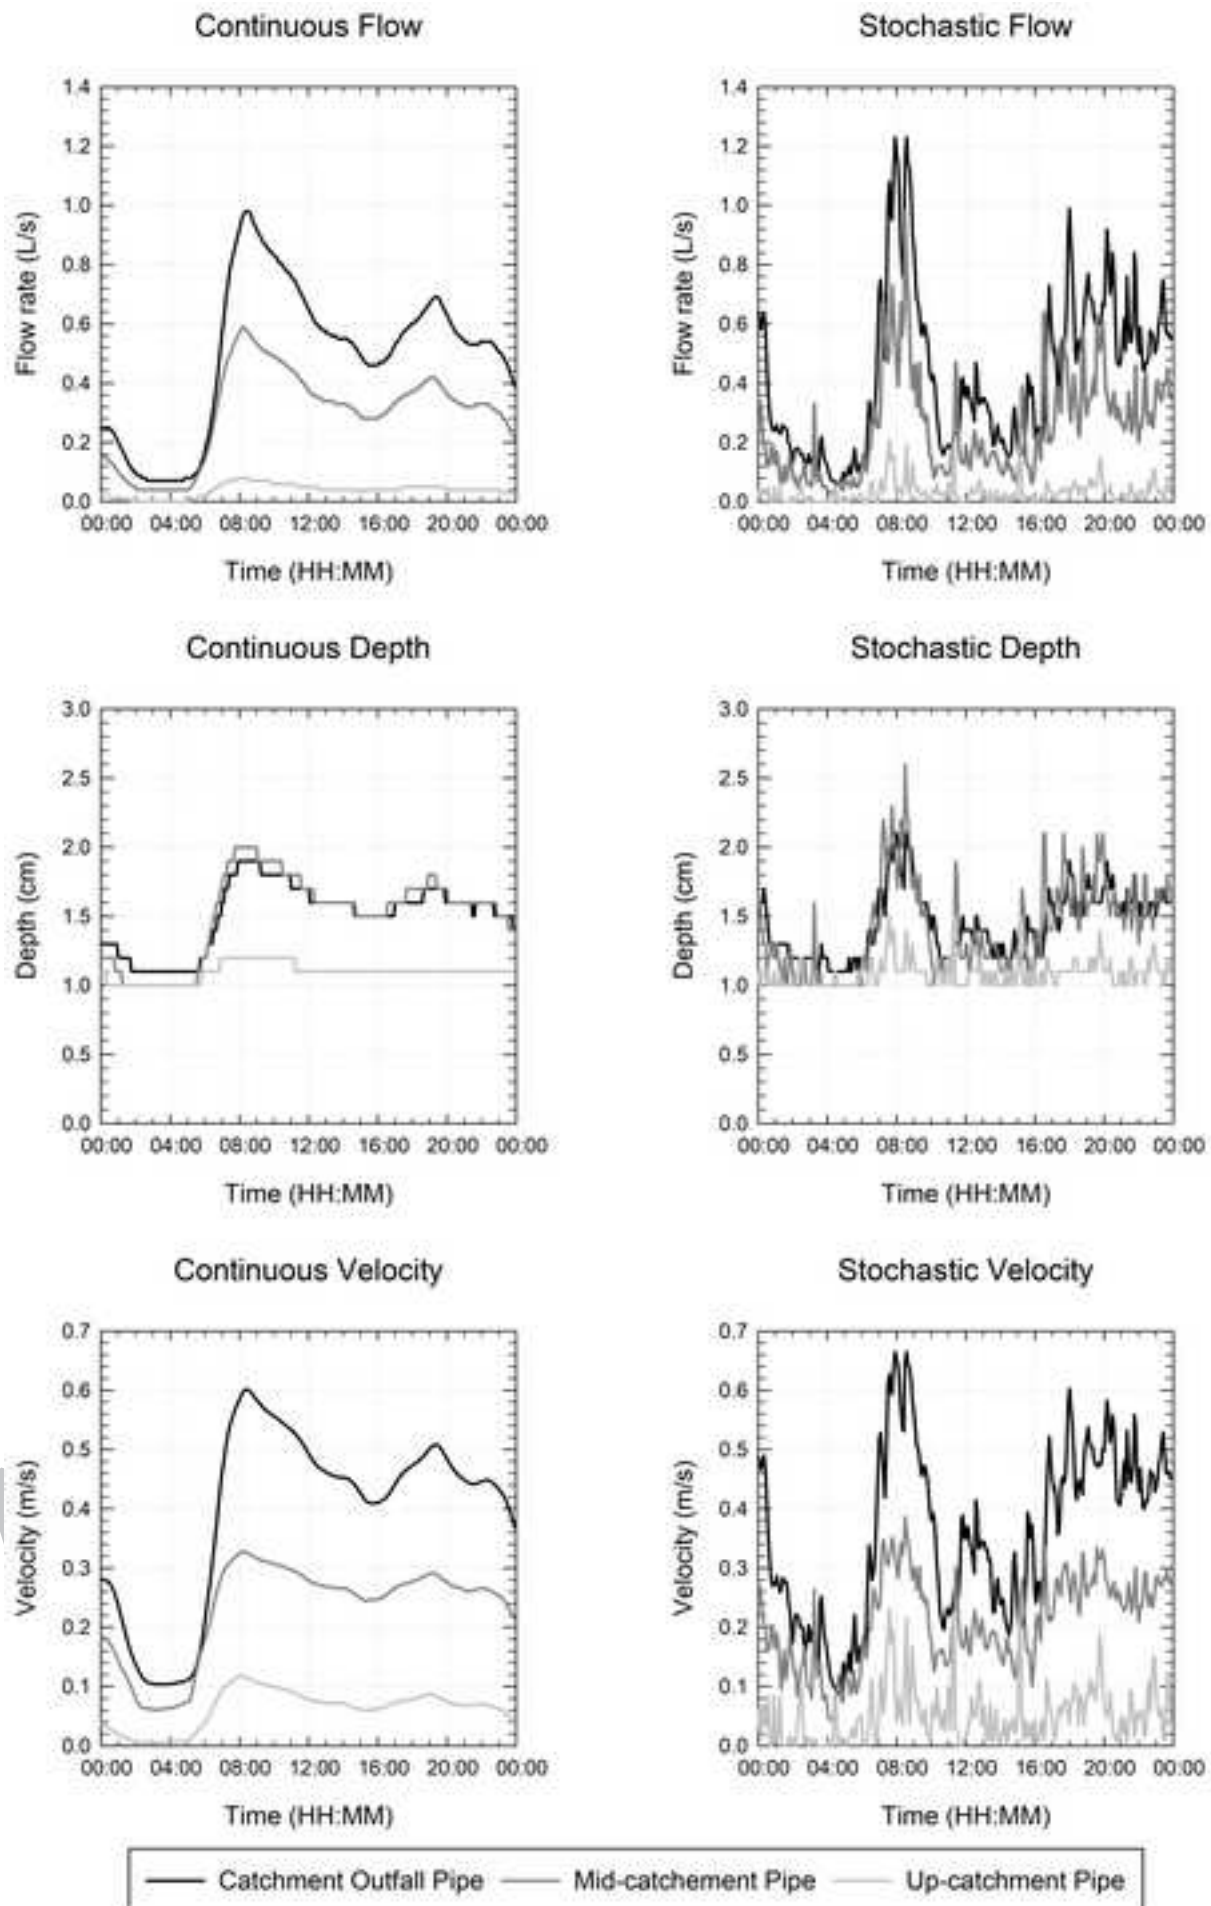 Continuous Flow
Stochastic Flow
1.4
1.2
1.0
0.8
0.6
0.4
0.2
0.0
Flow rate (L/s)
00:00 04:00 08:00 12:00 16:00 20:00 00:00
Time (HH:MM)
1.4
1.2
1.0
0.8
0.6
0.4
0.2
0.0
Flow rate (L/s)
00:00 04:00 08:00 12:00 16:00 20:00 00:00
Time (HH:MM)
Continuous Depth
Stochastic Depth
3.0
2.5
2.0
1.5
1.0
0.5
0.0
Depth (cm)
00:00 04:00 08:00 12:00 16:00 20:00 00:00
Time (HH:MM)
3.0
2.5
2.0
1.5
1.0
0.5
0.0
Depth (cm)
00:00 04:00 08:00 12:00 16:00 20:00 00:00
Time (HH:MM)
Continuous Velocity
Stochastic Velocity
0.7
0.6
0.5
0.4
0.3
0.2
0.1
0.0
Velocity (m/s)
00:00 04:00 08:00 12:00 16:00 20:00 00:00
Time (HH:MM)
0.7
0.6
0.5
0.4
0.3
0.2
0.1
0.0
Velocity (m/s)
00:00 04:00 08:00 12:00 16:00 20:00 00:00
Time (HH:MM)
Catchment Outfall Pipe Mid-catchement Pipe Up-catchment Pipe